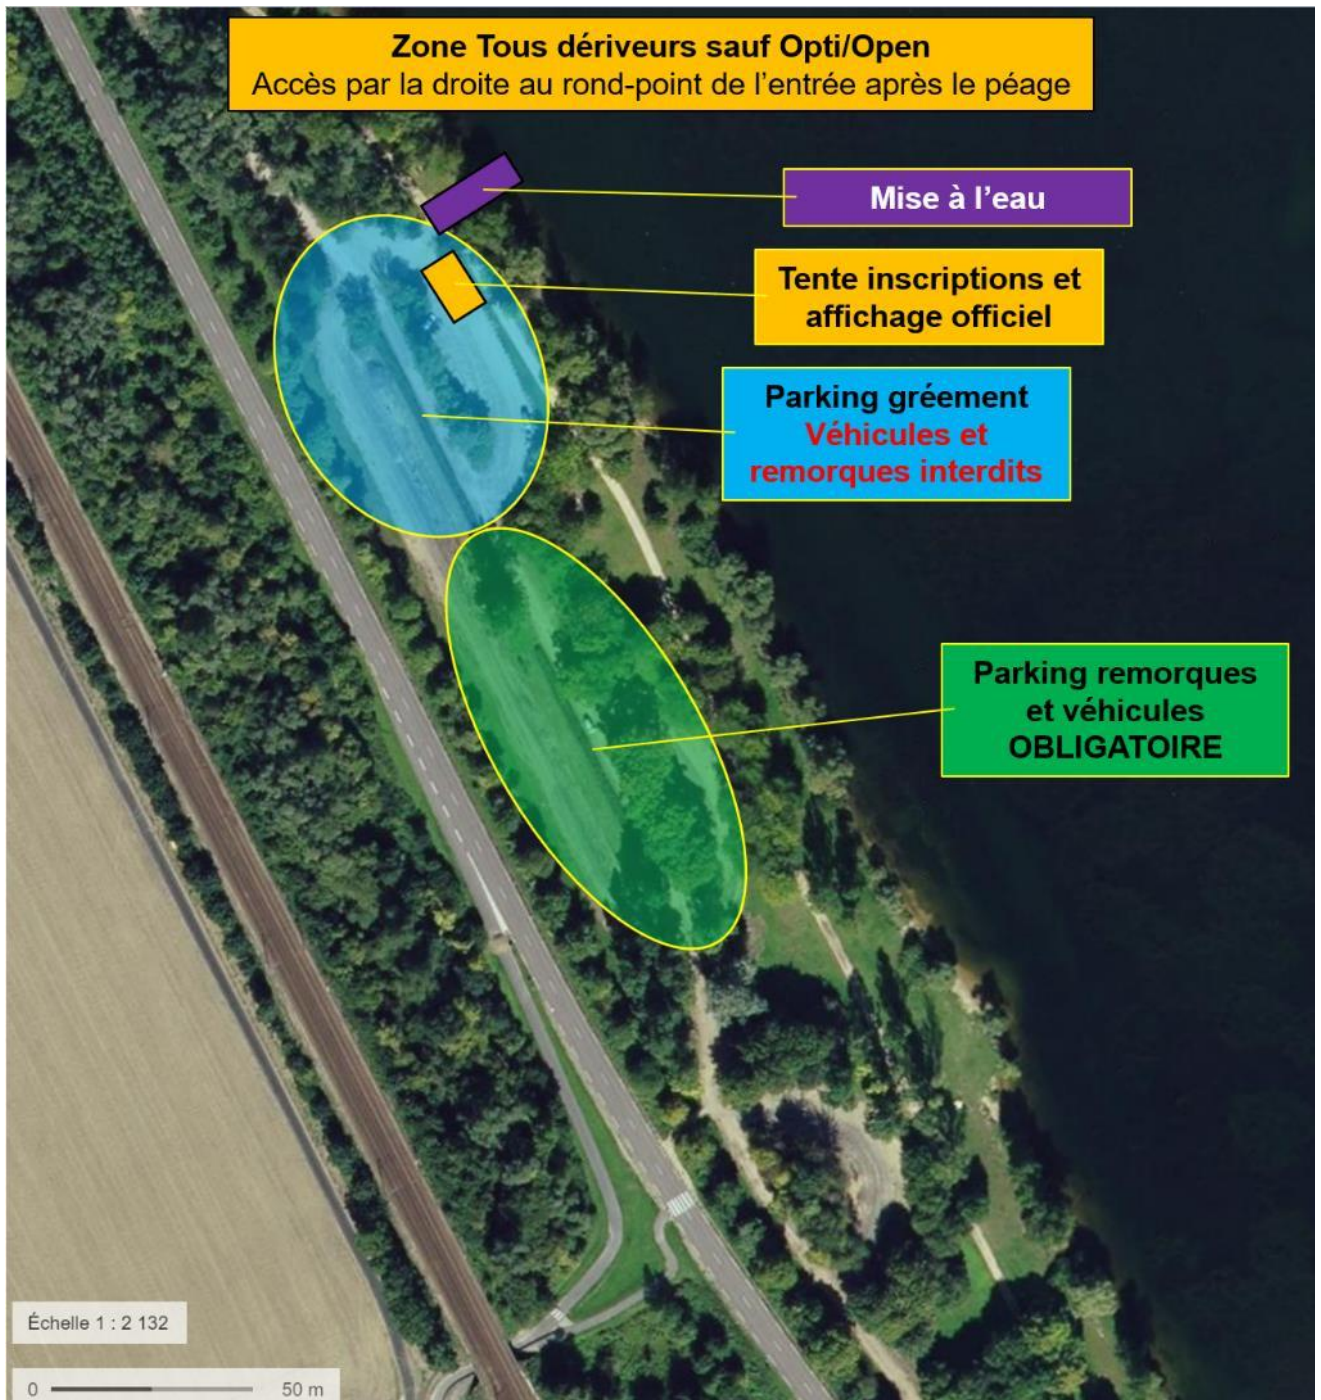 Zone Tous dériveurs sauf Opti/Open
Accès par la droite au rond-point de l'entrée après le péage
Mise à l'eau
Tente inscriptions et
affichage officiel
Parking gréement
Véhicules et
remorques interdits
Parking remorques
et véhicules
OBLIGATOIRE
Échelle 1 : 2 132
0 50 m